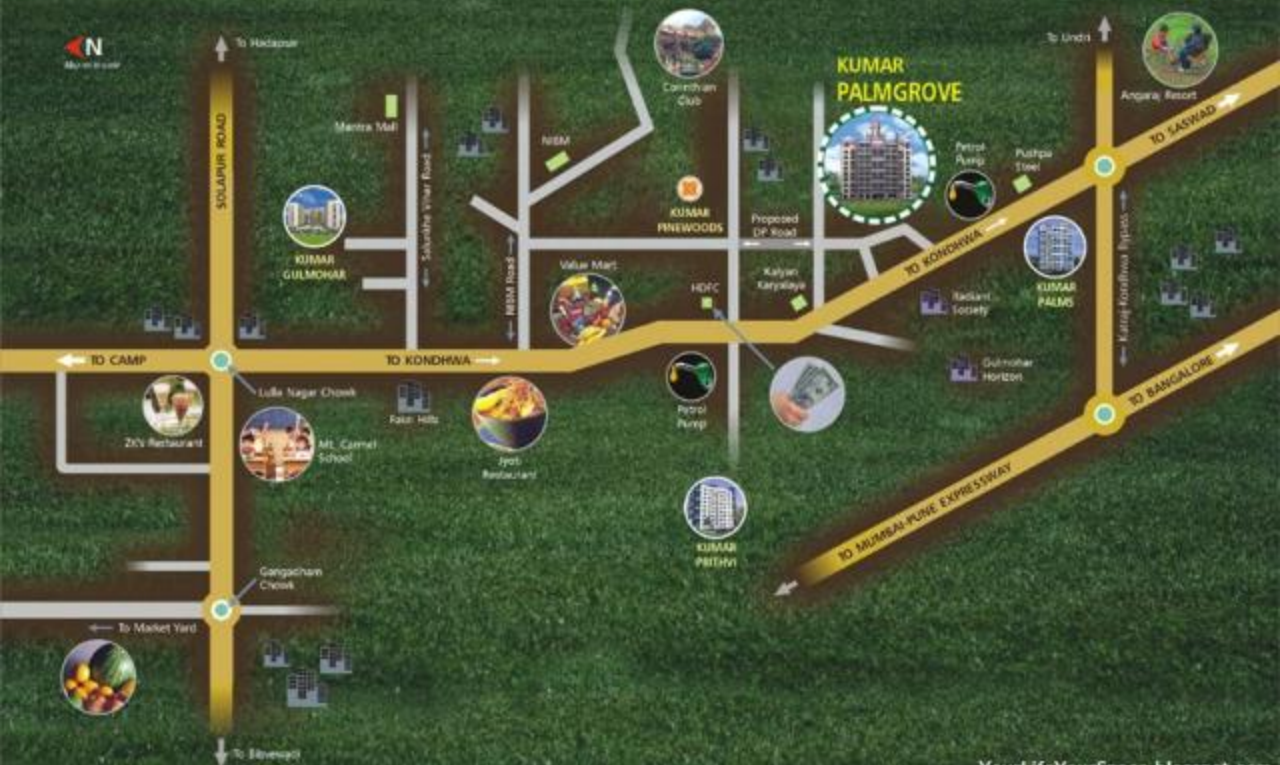 N
To Hadapsar
SOLAPUR ROAD
Mantra Mall
Salunkhe Vihar Road
KUMAR
GULMOHAR
NIBM
NIBM Road
Corinthian
Club
KUMAR
PINEWOODS
Proposed
DP Road
KUMAR
PALMGROVE
Petrol
Pump
Pushpa
Steel
To Undri
Angaraj Resort
TO SASWAD
TO KONDHWA
KUMAR
PALMS
Katraj-Kondhwa Bypass
Value Mart
HDFC
Kalyan
Karyalaya
Radiant
Society
Gulmohar
Horizon
TO CAMP
TO KONDHWA
Lulla Nagar Chowk
ZK's Restaurant
Mt. Carmel
School
Jyoti
Restaurant
Petrol
Pump
TO BANGALORE
TO MUMBAI-PUNE EXPRESSWAY
KUMAR
PRITHVI
Gangadham
Chowk
To Market Yard
To Bibvewadi